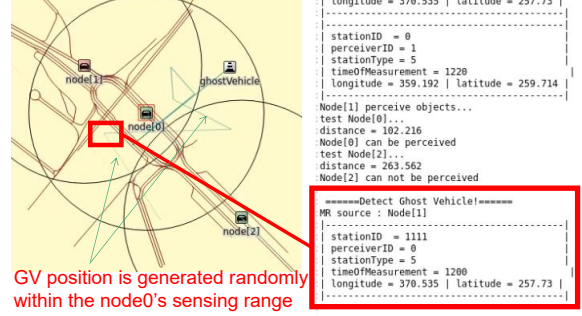 node[1]
ghostVehicle
node[0]
node[2]
GV position is generated randomly
within the node0's sensing range
| longitude = 370.535 | latitude = 257.73 |
|----------------------------------------|
|----------------------------------------|
| stationID = 0 |
| perceiverID = 1 |
| stationType = 5 |
| timeOfMeasurement = 1220 |
| longitude = 359.192 | latitude = 259.714 |
|----------------------------------------|
Node[1] perceive objects...
test Node[0]...
distance = 102.216
Node[0] can be perceived
test Node[2]...
distance = 263.562
Node[2] can not be perceived
======Detect Ghost Vehicle!======
MR source : Node[1]
|----------------------------------------|
| stationID = 1111 |
| perceiverID = 0 |
| stationType = 5 |
| timeOfMeasurement = 1200 |
| longitude = 370.535 | latitude = 257.73 |
|----------------------------------------|